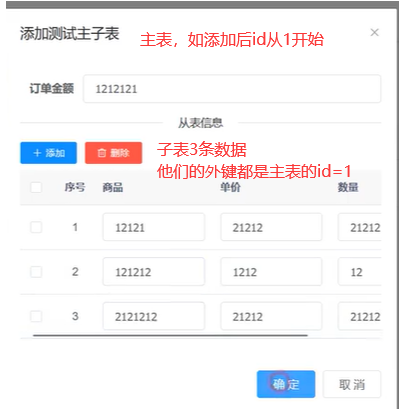 添加测试主子表
主表，如添加后id从1开始
×
订单金额 1212121
从表信息
+ 添加 删除
子表3条数据
他们的外键都是主表的id=1
序号 商品 单价 数量
1 12121 21212 21212
2 121212 1212 12
3 2121212 21212 21212
确定 取消